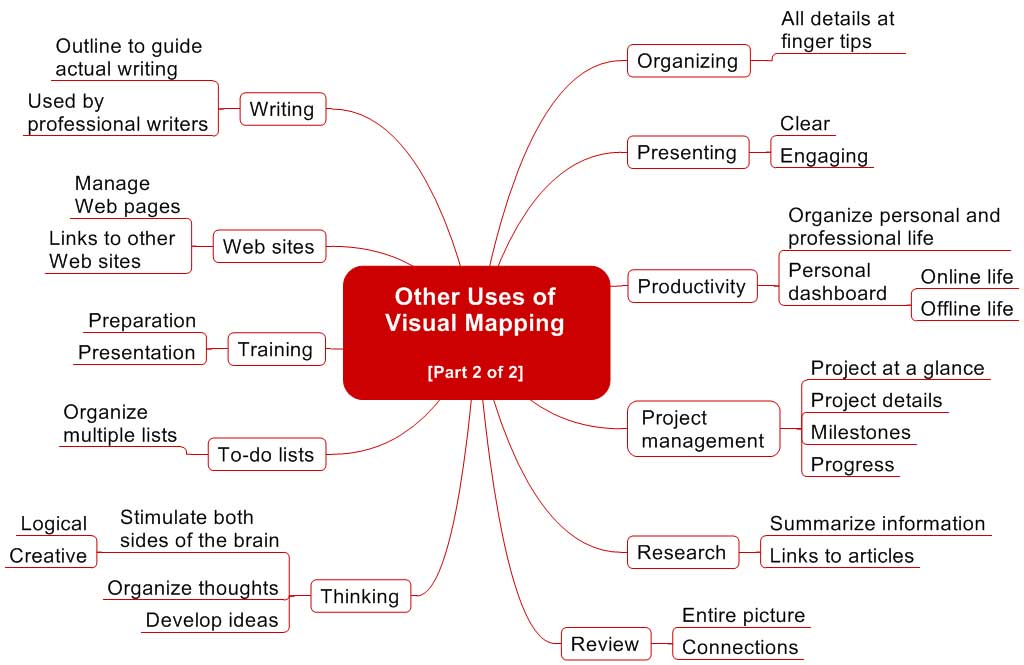 Other Uses of
Visual Mapping
[Part 2 of 2]
Organizing
All details at
finger tips
Presenting
Clear
Engaging
Productivity
Organize personal and
professional life
Personal
dashboard
Online life
Offline life
Project
management
Project at a glance
Project details
Milestones
Progress
Research
Summarize information
Links to articles
Review
Entire picture
Connections
Thinking
Stimulate both
sides of the brain
Logical
Creative
Organize thoughts
Develop ideas
To-do lists
Organize
multiple lists
Training
Preparation
Presentation
Web sites
Manage
Web pages
Links to other
Web sites
Writing
Outline to guide
actual writing
Used by
professional writers